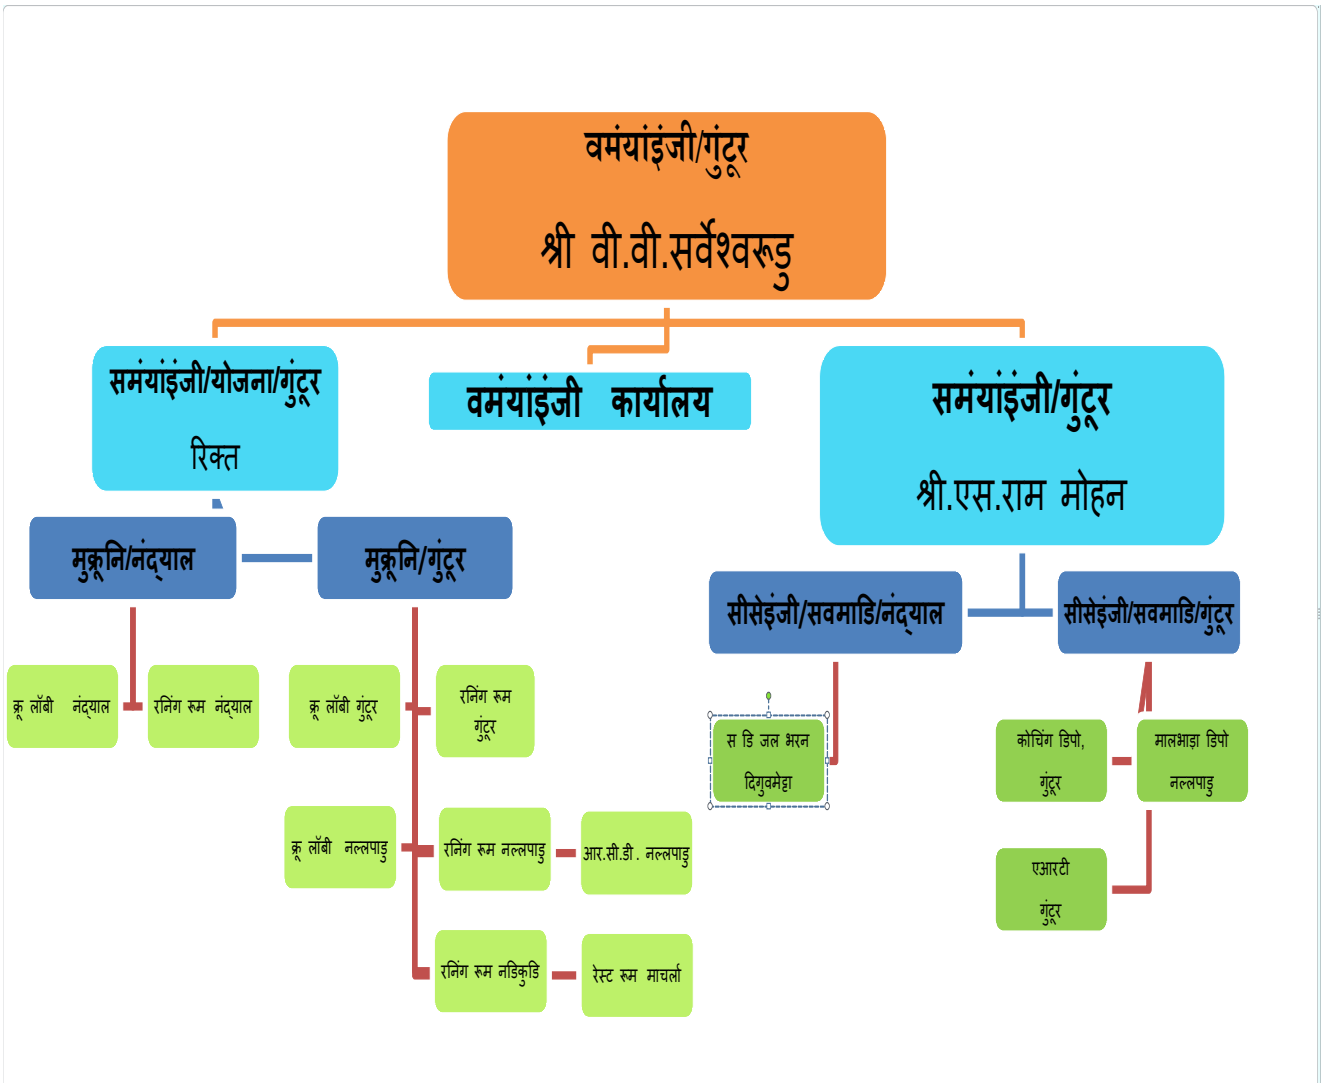 वमंयांइंजी/गुंटूर
श्री वी.वी.सर्वेश्वरूडु
समंयांइंजी/योजना/गुंटूर
रिक्त
वमंयांइंजी कार्यालय
समंयांइंजी/गुंटूर
श्री.एस.राम मोहन
मुक्रूनि/नंद्याल
मुक्रूनि/गुंटूर
सीसेइंजी/सवमाडि/नंद्याल
सीसेइंजी/सवमाडि/गुंटूर
क्रू लॉबी नंद्याल
रनिंग रूम नंद्याल
क्रू लॉबी गुंटूर
रनिंग रूम
गुंटूर
स डि जल भरन
दिगुवमेट्टा
कोचिंग डिपो,
गुंटूर
मालभाड़ा डिपो
नल्लपाडु
क्रू लॉबी नल्लपाडु
रनिंग रूम नल्लपाडु
आर.सी.डी. नल्लपाडु
एआरटी
गुंटूर
रनिंग रूम नडिकुडि
रेस्ट रूम माचर्ला